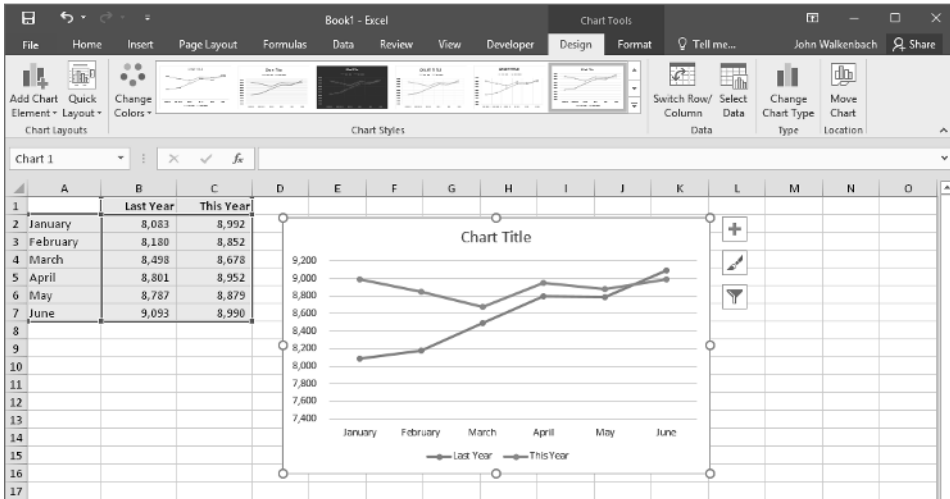 Book1 - Excel
Chart Tools
File Home Insert Page Layout Formulas Data Review View Developer Design Format Tell me... John Walkenbach Share
Add Chart Element Quick Layout Change Colors Switch Row/ Column Select Data Change Chart Type Move Chart
Chart Layouts Chart Styles Data Type Location
Chart 1 fx
A B C D E F G H I J K L M N O
1 Last Year This Year
2 January 8,083 8,992
3 February 8,180 8,852
4 March 8,498 8,678
5 April 8,801 8,952
6 May 8,787 8,879
7 June 9,093 8,990
8
9
10
11
12
13
14
15
16
17
Chart Title
9,200
9,000
8,800
8,600
8,400
8,200
8,000
7,800
7,600
7,400
January February March April May June
Last Year This Year